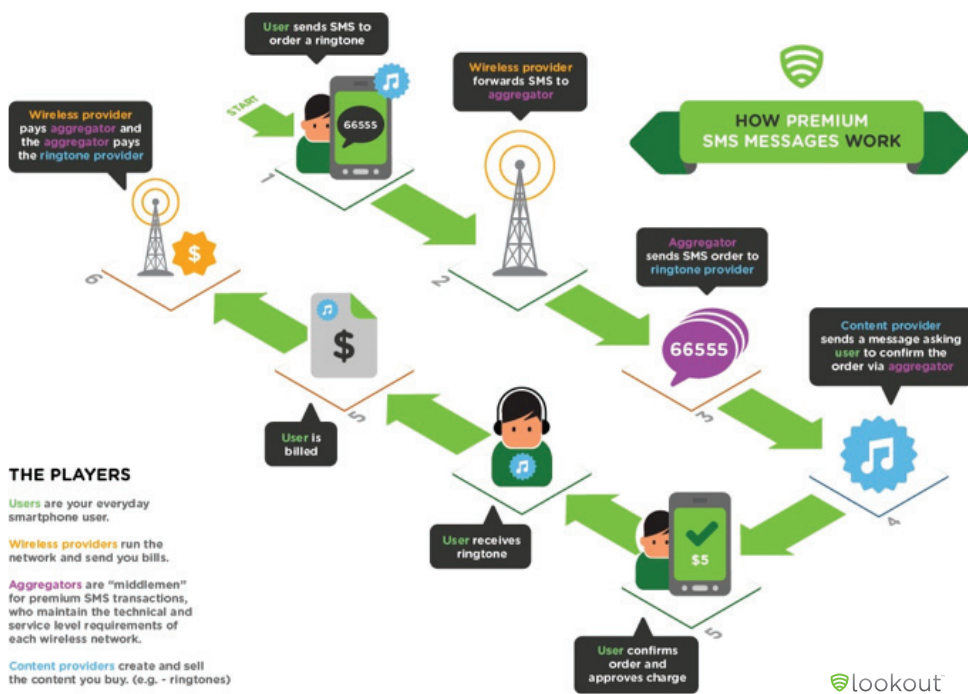 User sends SMS to
order a ringtone
START
66555
1
Wireless provider
forwards SMS to
aggregator
2
HOW PREMIUM
SMS MESSAGES WORK
Aggregator
sends SMS order to
ringtone provider
66555
3
Content provider
sends a message asking
user to confirm the
order via aggregator
4
$5
5
User confirms
order and
approves charge
User receives
ringtone
$
5
User is
billed
Wireless provider
pays aggregator and
the aggregator pays
the ringtone provider
$
6
THE PLAYERS
Users are your everyday
smartphone user.
Wireless providers run the
network and send you bills.
Aggregators are “middlemen”
for premium SMS transactions,
who maintain the technical and
service level requirements of
each wireless network.
Content providers create and sell
the content you buy. (e.g. - ringtones)
lookout